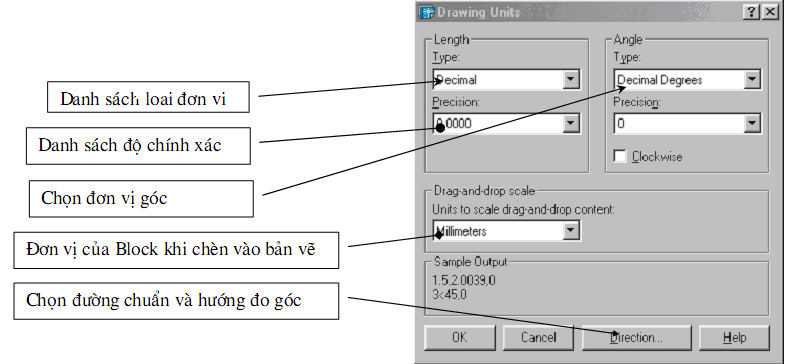 Danh sách loại đơn vị
Danh sách độ chính xác
Chọn đơn vị góc
Đơn vị của Block khi chèn vào bản vẽ
Chọn đường chuẩn và hướng đo góc
Drawing Units
Length
Type:
Decimal
Precision:
0.0000
Angle
Type:
Decimal Degrees
Precision:
0
Clockwise
Drag-and-drop scale
Units to scale drag-and-drop content:
Millimeters
Sample Output
1.5,2.0039,0
3<45,0
OK
Cancel
Direction...
Help